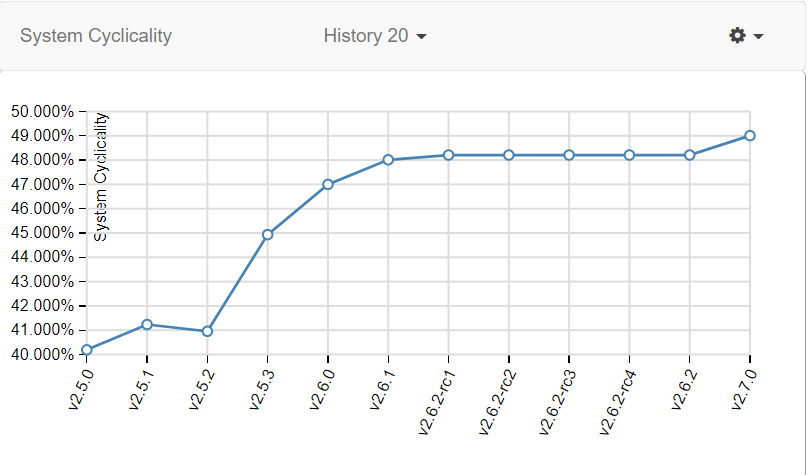 System Cyclicality
History 20
50.000%
49.000%
48.000%
47.000%
46.000%
45.000%
44.000%
43.000%
42.000%
41.000%
40.000%
System Cyclicality
v2.5.0
v2.5.1
v2.5.2
v2.5.3
v2.6.0
v2.6.1
v2.6.2-rc1
v2.6.2-rc2
v2.6.2-rc3
v2.6.2-rc4
v2.6.2
v2.7.0